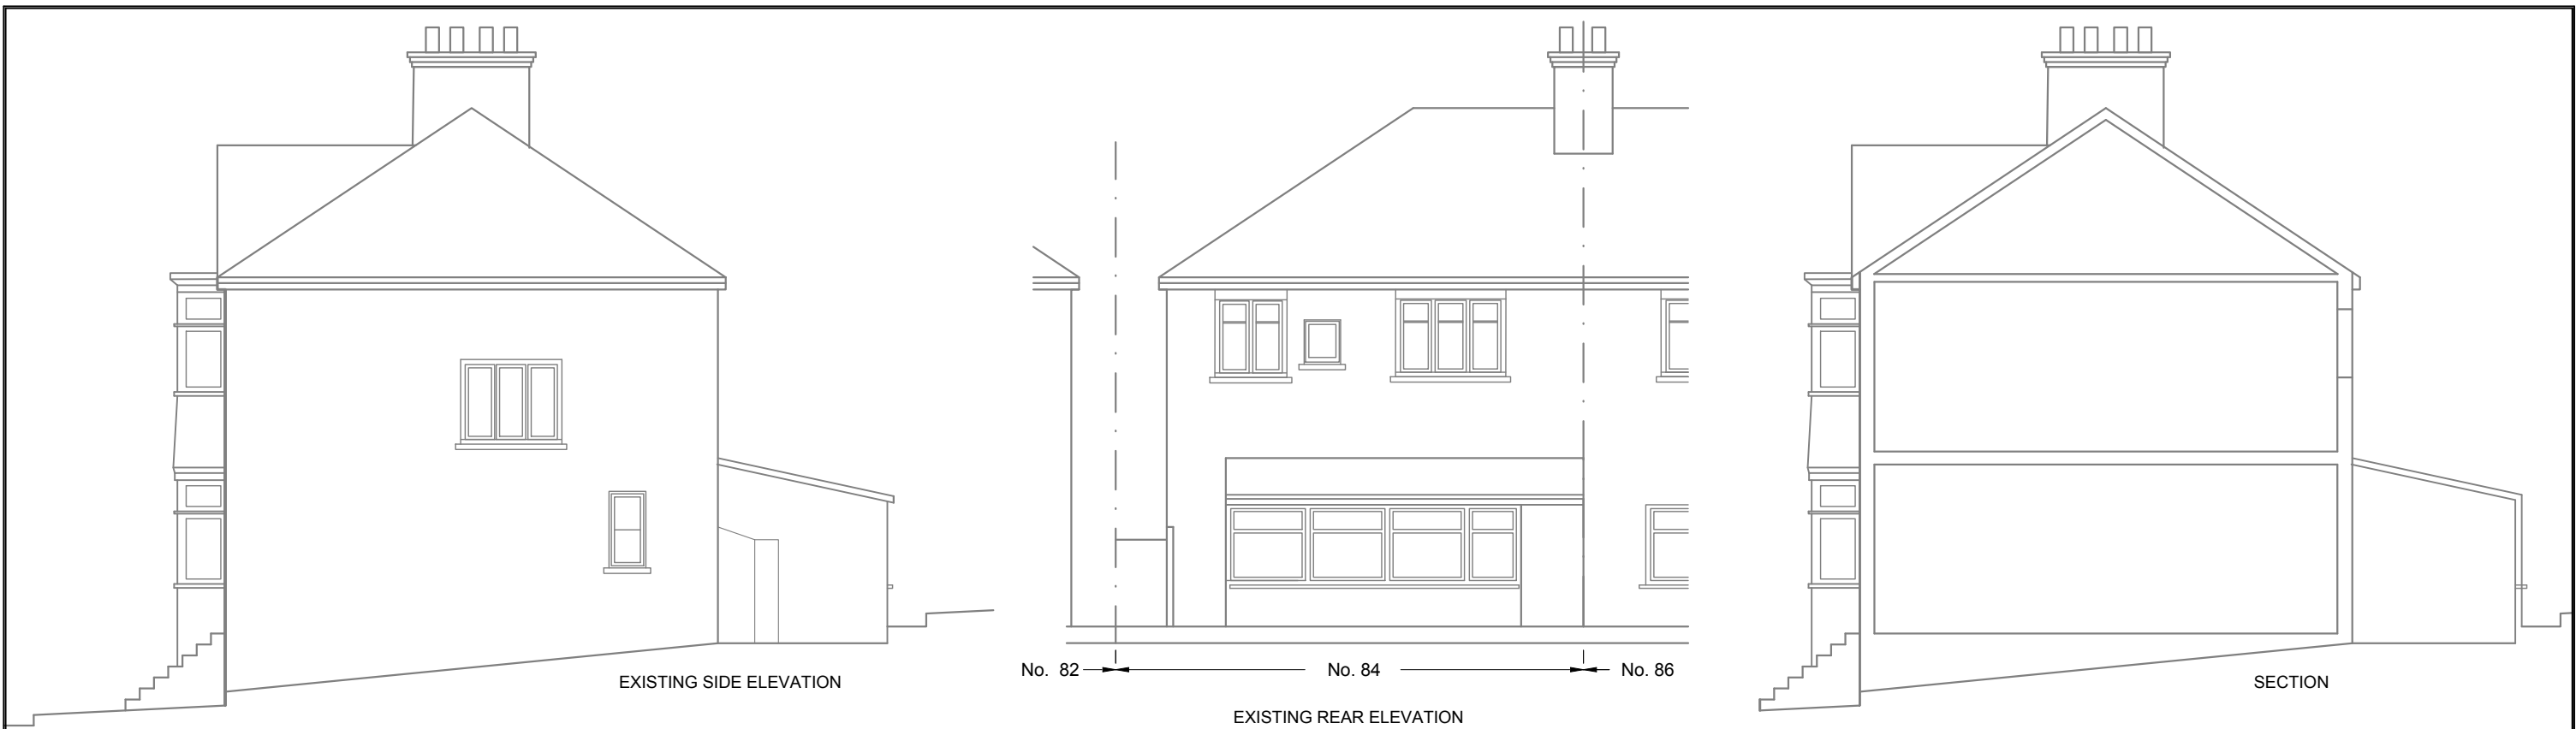 No. 82
No. 84
No. 86
EXISTING SIDE ELEVATION
SECTION
EXISTING REAR ELEVATION